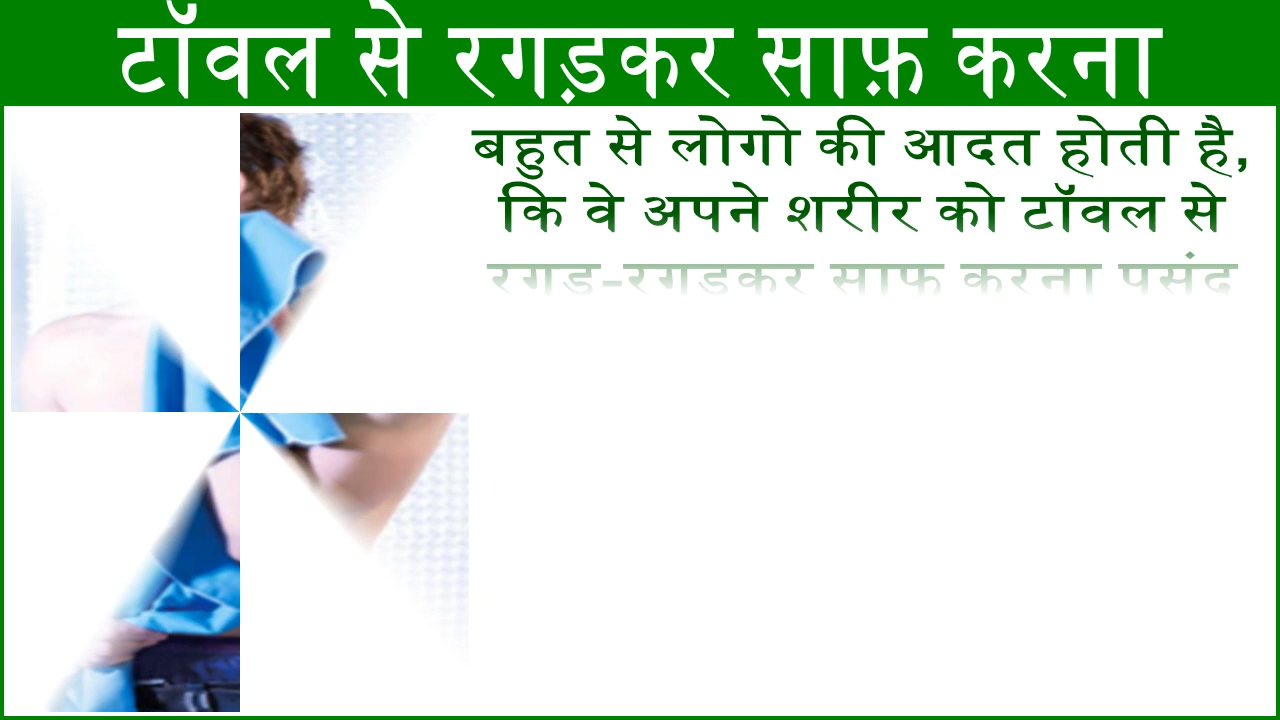 टॉवल से रगड़कर साफ़ करना
बहुत से लोगो की आदत होती है,
कि वे अपने शरीर को टॉवल से
रगड़-रगड़कर साफ करना पसंद